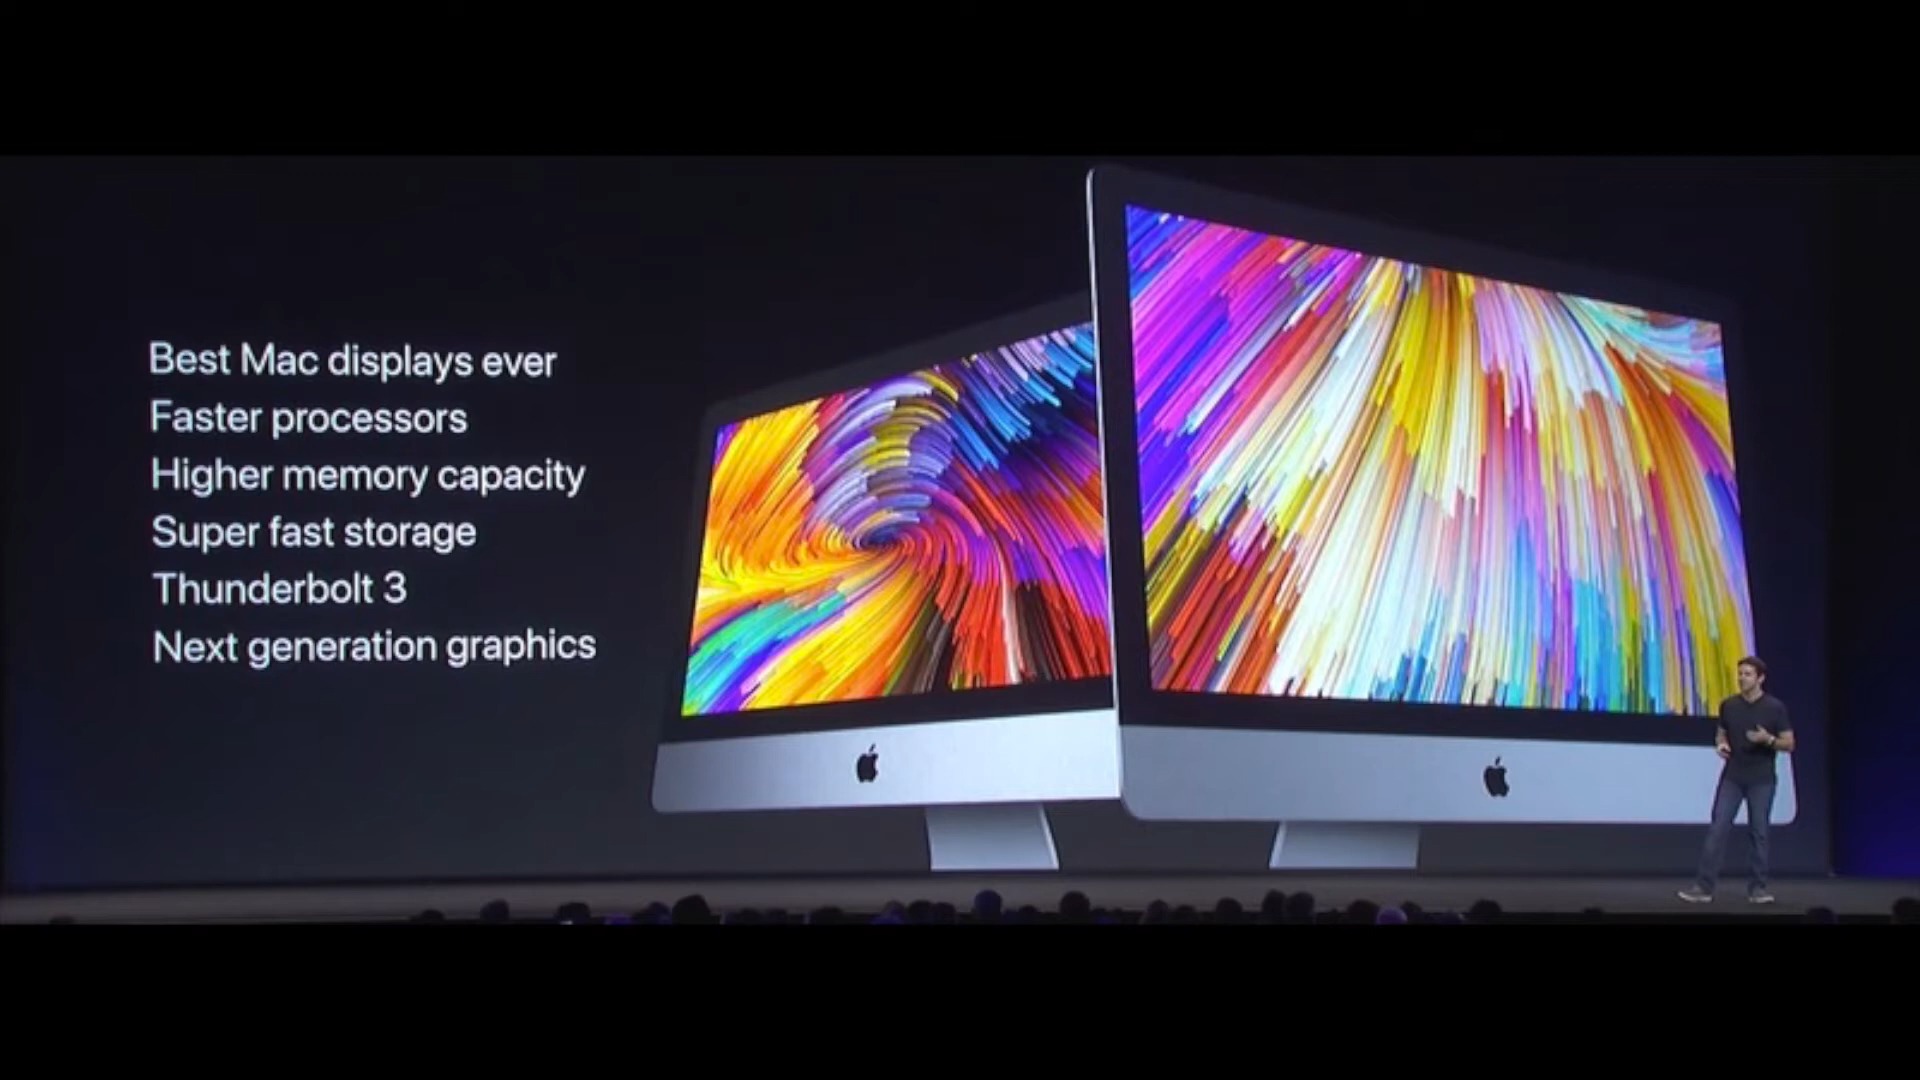 Best Mac displays ever
Faster processors
Higher memory capacity
Super fast storage
Thunderbolt 3
Next generation graphics